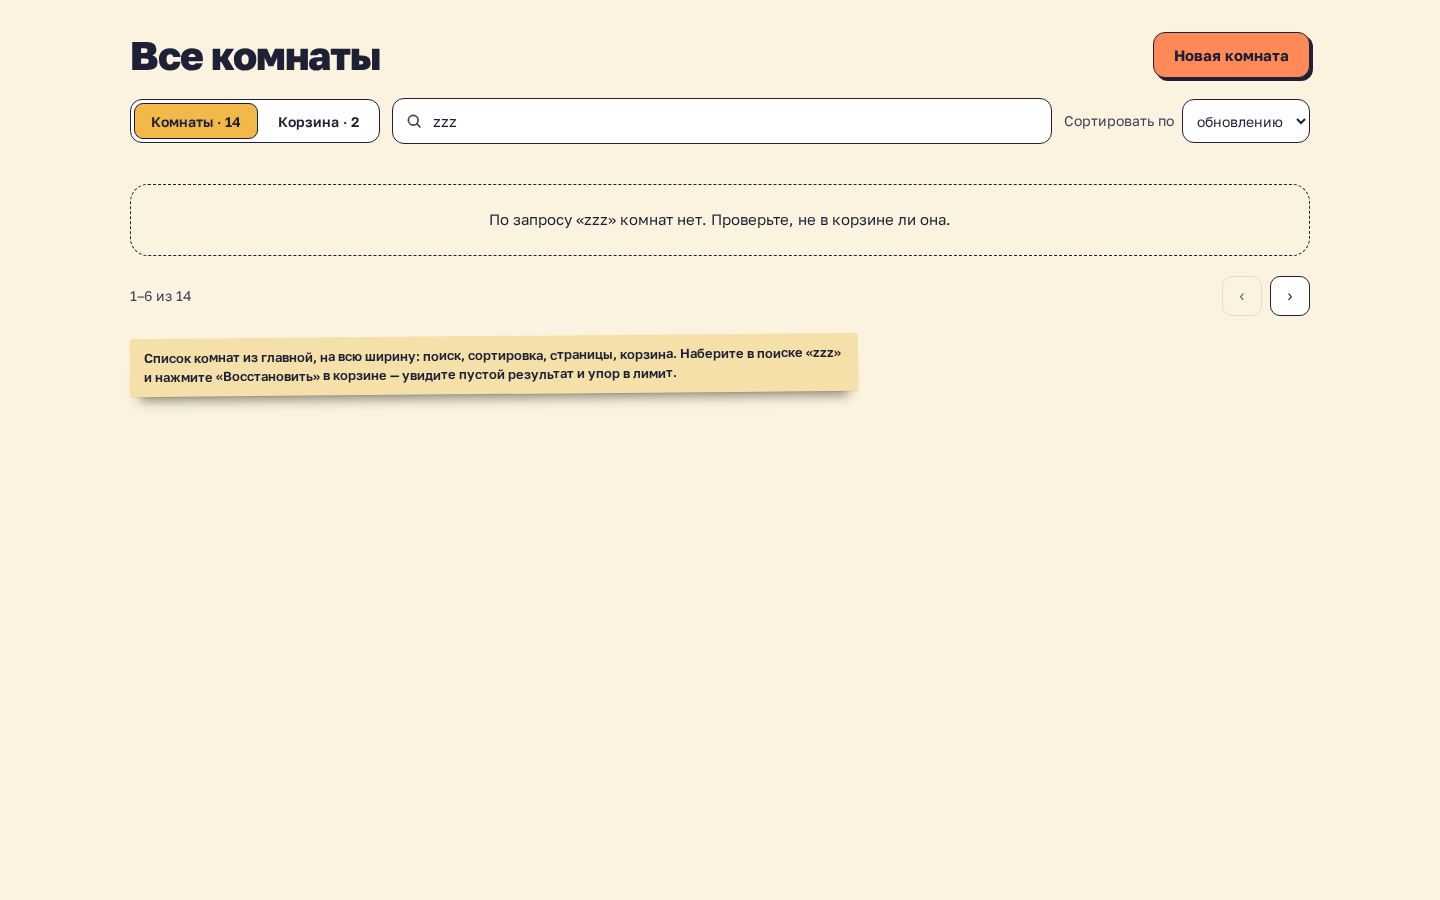 Все комнаты
Новая комната
Комнаты · 14
Корзина · 2
zzz
Сортировать по
обновлению
По запросу «zzz» комнат нет. Проверьте, не в корзине ли она.
1–6 из 14
‹
›
Список комнат из главной, на всю ширину: поиск, сортировка, страницы, корзина. Наберите в поиске «zzz»
и нажмите «Восстановить» в корзине — увидите пустой результат и упор в лимит.